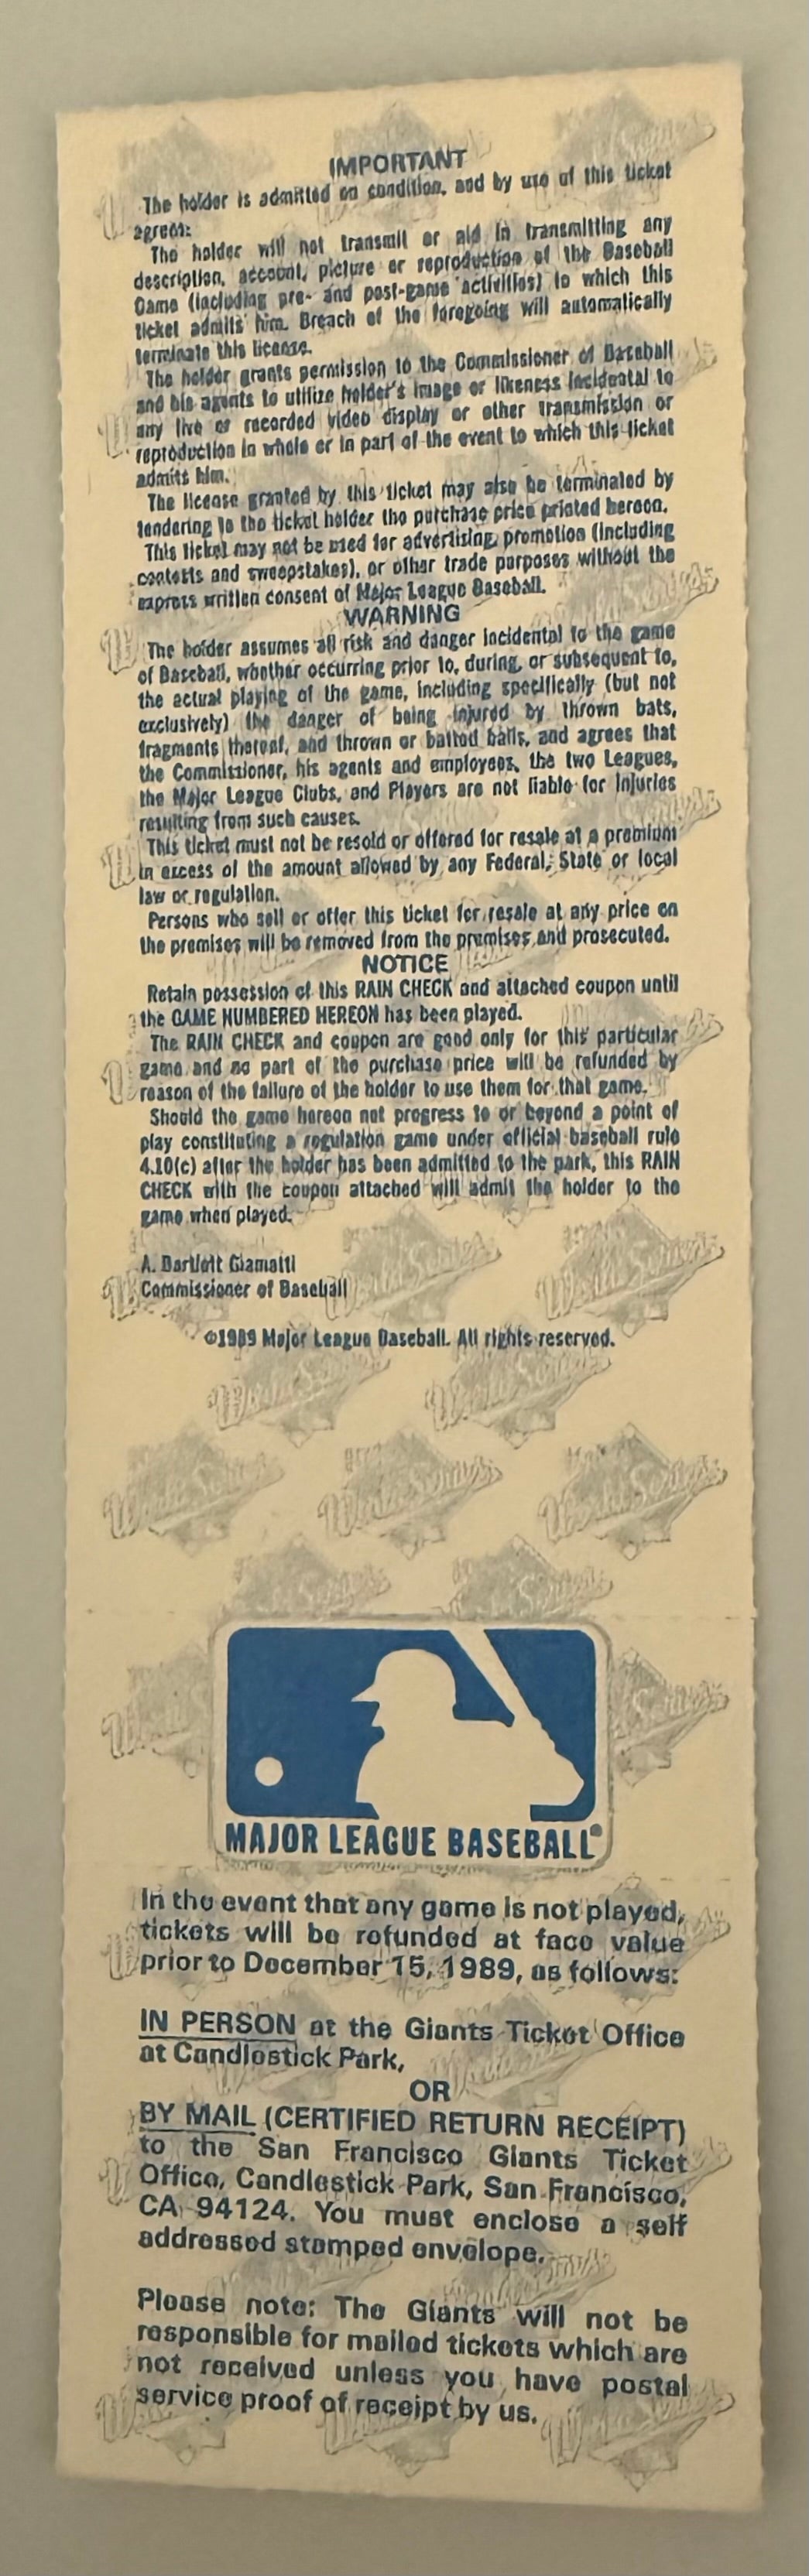 IMPORTANT
The holder is admitted on condition, and by use of this ticket
agrees:
The holder will not transmit or aid in transmitting any
description, account, picture or reproduction of the Baseball
Game (including pre- and post-game activities) to which this
ticket admits him. Breach of the foregoing will automatically
terminate this license.
The holder grants permission to the Commissioner of Baseball
and his agents to utilize holder's image or likeness incidental to
any live or recorded video display or other transmission or
reproduction in whole or in part of the event to which this ticket
admits him.
The license granted by this ticket may also be terminated by
tendering to the ticket holder the purchase price printed hereon.
This ticket may not be used for advertising, promotion (including
contests and sweepstakes), or other trade purposes without the
express written consent of Major League Baseball.
WARNING
The holder assumes all risk and danger incidental to the game
of Baseball, whether occurring prior to, during, or subsequent to,
the actual playing of the game, including specifically (but not
exclusively) the danger of being injured by thrown bats,
fragments thereof, and thrown or batted balls, and agrees that
the Commissioner, his agents and employees, the two Leagues,
the Major League Clubs, and Players are not liable for injuries
resulting from such causes.
This ticket must not be resold or offered for resale at a premium
in excess of the amount allowed by any Federal, State or local
law or regulation.
Persons who sell or offer this ticket for resale at any price on
the premises will be removed from the premises and prosecuted.
NOTICE
Retain possession of this RAIN CHECK and attached coupon until
the GAME NUMBERED HEREON has been played.
The RAIN CHECK and coupon are good only for this particular
game and no part of the purchase price will be refunded by
reason of the failure of the holder to use them for that game.
Should the game hereon not progress to or beyond a point of
play constituting a regulation game under official baseball rule
4.10(c) after the holder has been admitted to the park, this RAIN
CHECK with the coupon attached will admit the holder to the
game when played.
A. Bartlett Giamatti
Commissioner of Baseball
©1989 Major League Baseball. All rights reserved.
MAJOR LEAGUE BASEBALL®
In the event that any game is not played,
tickets will be refunded at face value
prior to December 15, 1989, as follows:
IN PERSON at the Giants Ticket Office
at Candlestick Park,
OR
BY MAIL (CERTIFIED RETURN RECEIPT)
to the San Francisco Giants Ticket
Office, Candlestick Park, San Francisco,
CA 94124. You must enclose a self
addressed stamped envelope.
Please note: The Giants will not be
responsible for mailed tickets which are
not received unless you have postal
service proof of receipt by us.